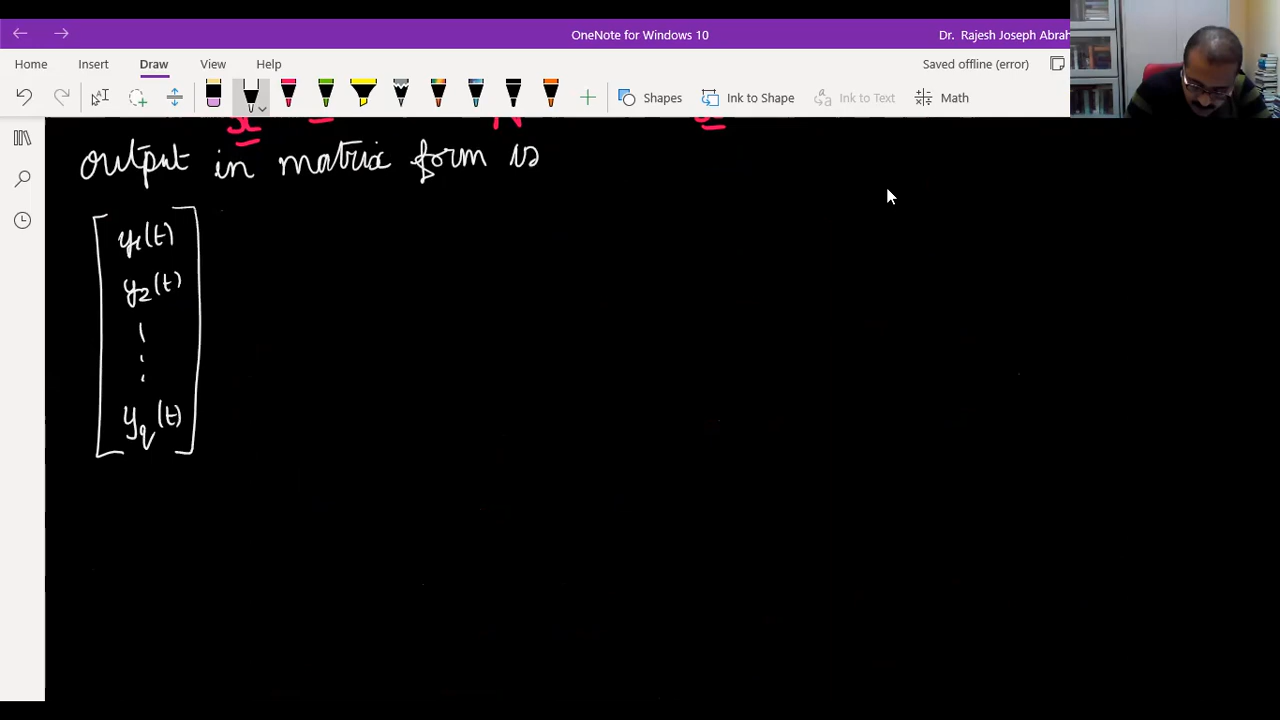 OneNote for Windows 10
Dr. Rajesh Joseph Abrah
Home Insert Draw View Help
Saved offline (error)
Shapes Ink to Shape Ink to Text Math
output in matrix form is
y1(t)
y2(t)
yq(t)